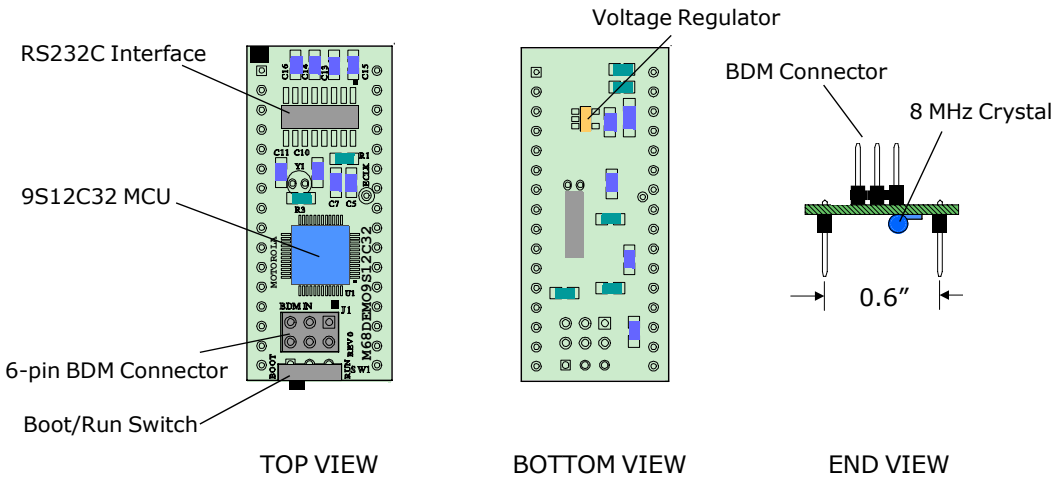 Voltage Regulator
RS232C Interface
BDM Connector
8 MHz Crystal
9S12C32 MCU
6-pin BDM Connector
Boot/Run Switch
C16
C14
C13
C15
C11
C10
R1
Y1
ECLK
R3
C7
C5
MOTOROLA
M68DEMO9S12C32
U1
BDM IN
J1
REV 0
BOOT
RUN
SW1
0.6”
TOP VIEW
BOTTOM VIEW
END VIEW